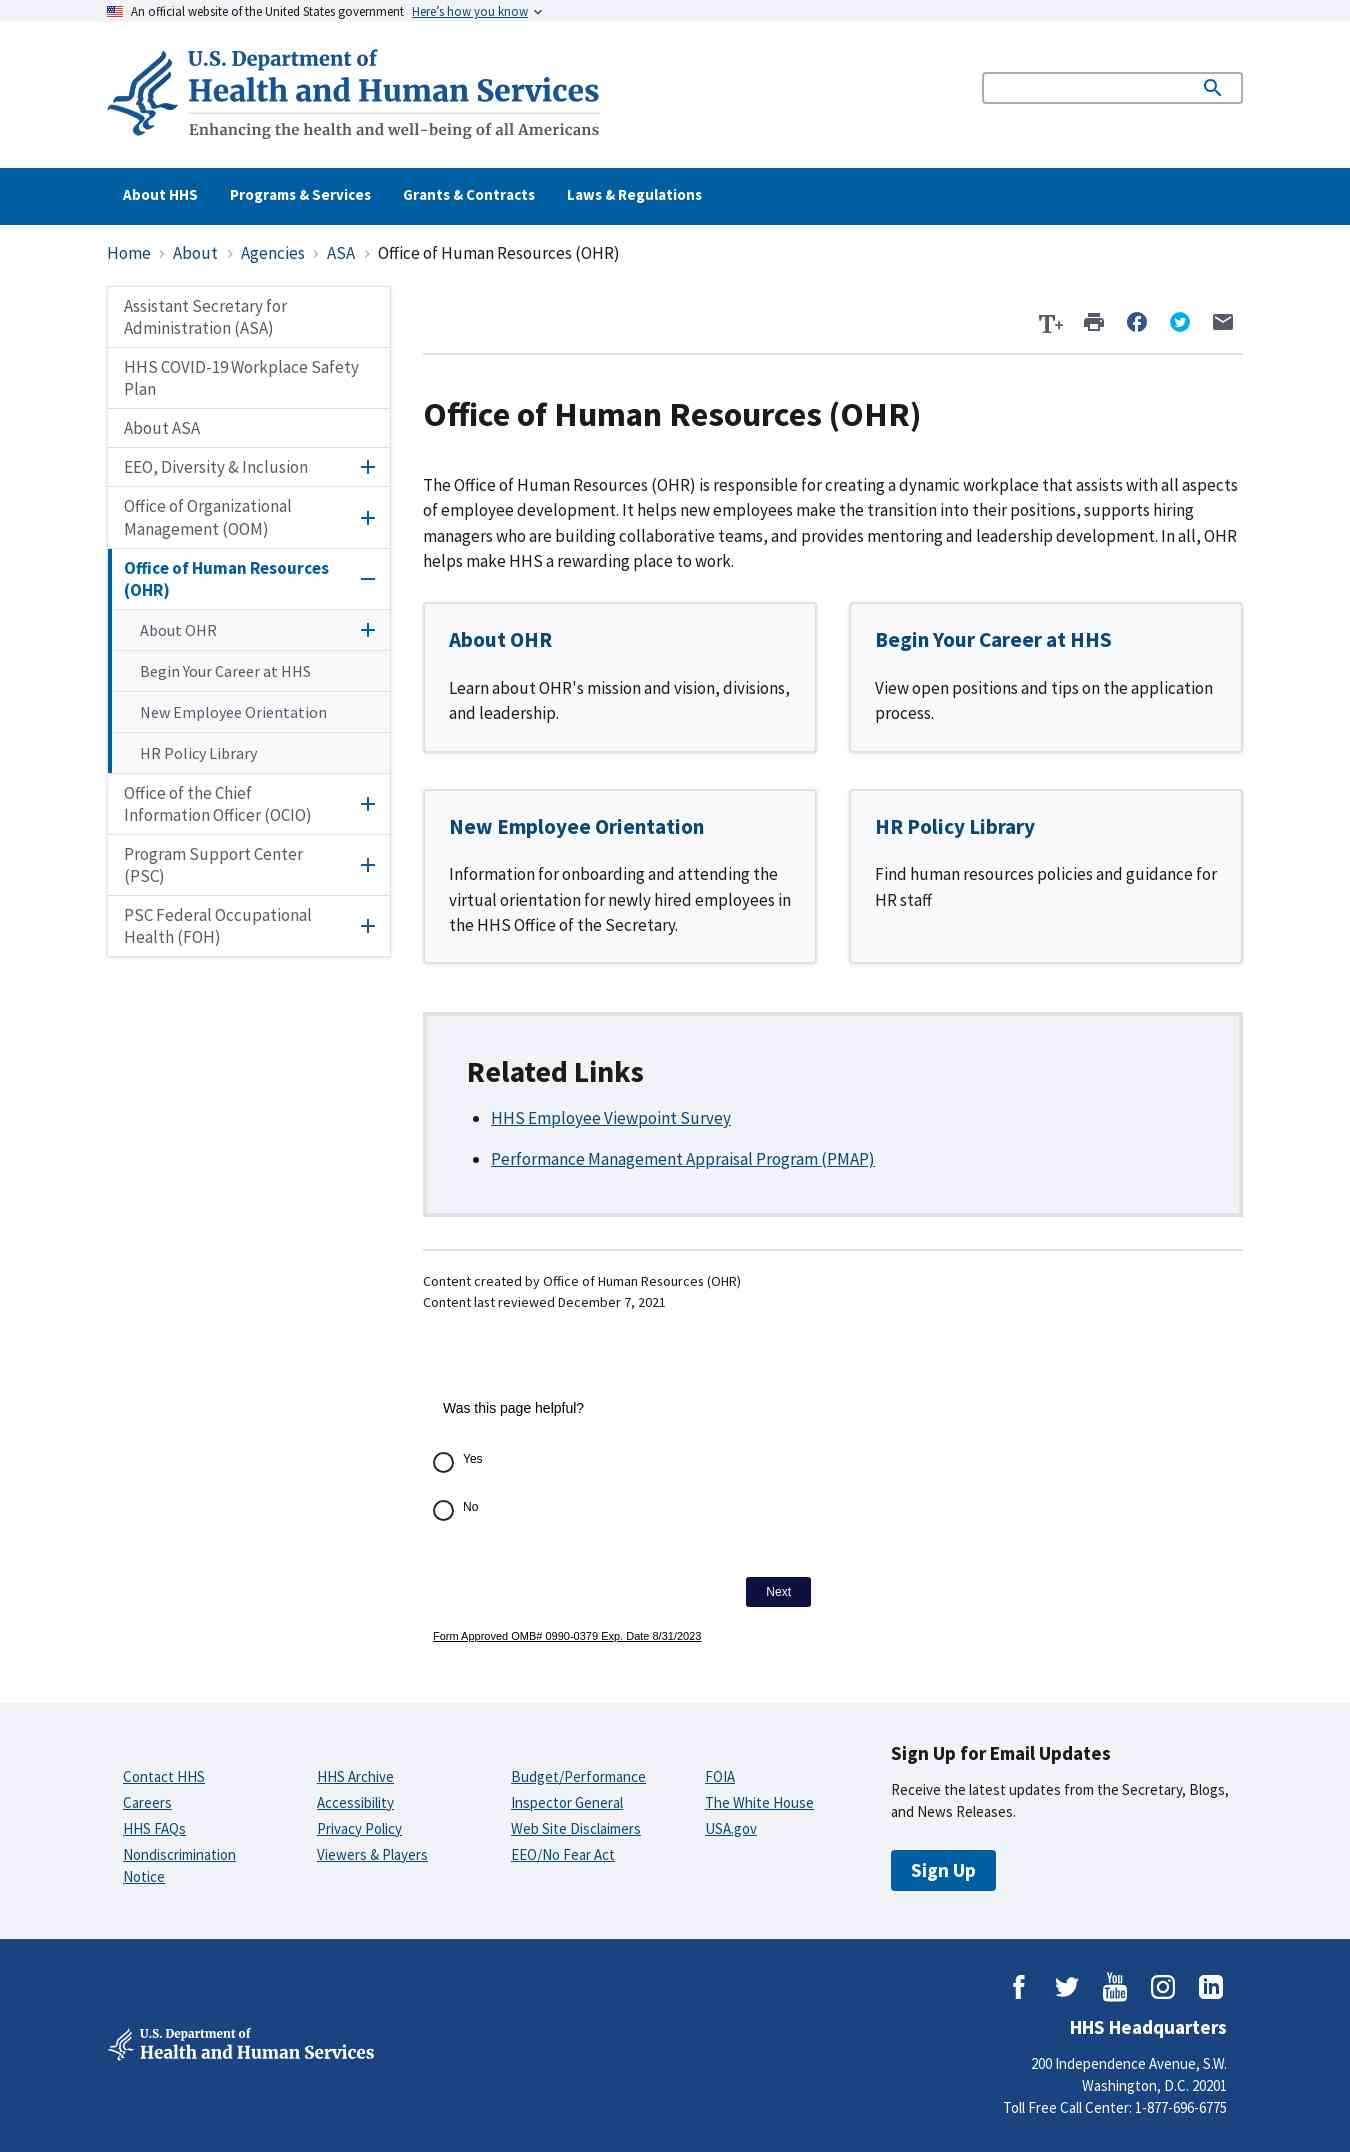 An official website of the United States government Here's how you know
U.S. Department of
Health and Human Services
Enhancing the health and well-being of all Americans
About HHS Programs & Services Grants & Contracts Laws & Regulations
Home About Agencies ASA Office of Human Resources (OHR)
Assistant Secretary for
Administration (ASA)
HHS COVID-19 Workplace Safety
Plan
About ASA
EEO, Diversity & Inclusion
Office of Organizational
Management (OOM)
Office of Human Resources
(OHR)
About OHR
Begin Your Career at HHS
New Employee Orientation
HR Policy Library
Office of the Chief
Information Officer (OCIO)
Program Support Center
(PSC)
PSC Federal Occupational
Health (FOH)
T+
Office of Human Resources (OHR)
The Office of Human Resources (OHR) is responsible for creating a dynamic workplace that assists with all aspects
of employee development. It helps new employees make the transition into their positions, supports hiring
managers who are building collaborative teams, and provides mentoring and leadership development. In all, OHR
helps make HHS a rewarding place to work.
About OHR
Learn about OHR's mission and vision, divisions,
and leadership.
Begin Your Career at HHS
View open positions and tips on the application
process.
New Employee Orientation
Information for onboarding and attending the
virtual orientation for newly hired employees in
the HHS Office of the Secretary.
HR Policy Library
Find human resources policies and guidance for
HR staff
Related Links
HHS Employee Viewpoint Survey
Performance Management Appraisal Program (PMAP)
Content created by Office of Human Resources (OHR)
Content last reviewed December 7, 2021
Was this page helpful?
Yes
No
Next
Form Approved OMB# 0990-0379 Exp. Date 8/31/2023
Contact HHS
Careers
HHS FAQs
Nondiscrimination
Notice
HHS Archive
Accessibility
Privacy Policy
Viewers & Players
Budget/Performance
Inspector General
Web Site Disclaimers
EEO/No Fear Act
FOIA
The White House
USA.gov
Sign Up for Email Updates
Receive the latest updates from the Secretary, Blogs,
and News Releases.
Sign Up
You
Tube
U.S. Department of
Health and Human Services
HHS Headquarters
200 Independence Avenue, S.W.
Washington, D.C. 20201
Toll Free Call Center: 1-877-696-6775